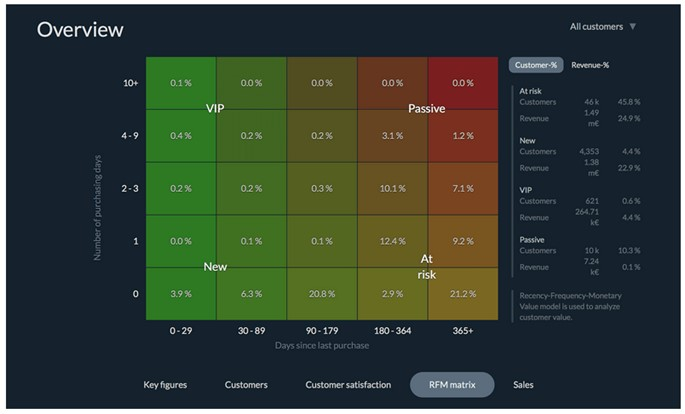 Overview
All customers
Customer-% Revenue-%
Number of purchasing days
10+ 0.1 % 0.0 % 0.0 % 0.0 % 0.0 %
VIP Passive
4 - 9 0.4 % 0.2 % 0.2 % 3.1 % 1.2 %
2 - 3 0.2 % 0.2 % 0.3 % 10.1 % 7.1 %
1 0.0 % 0.1 % 0.1 % 12.4 % 9.2 %
New At
risk
0 3.9 % 6.3 % 20.8 % 2.9 % 21.2 %
0 - 29 30 - 89 90 - 179 180 - 364 365+
Days since last purchase
At risk
Customers 46 k 45.8 %
Revenue 1.49
m€ 24.9 %
New
Customers 4,353 4.4 %
Revenue 1.38
m€ 22.9 %
VIP
Customers 621 0.6 %
Revenue 264,71
k€ 4.4 %
Passive
Customers 10 k 10.3 %
Revenue 7.24
k€ 0.1 %
Recency-Frequency-Monetary
Value model is used to analyze
customer value.
Key figures Customers Customer satisfaction RFM matrix Sales